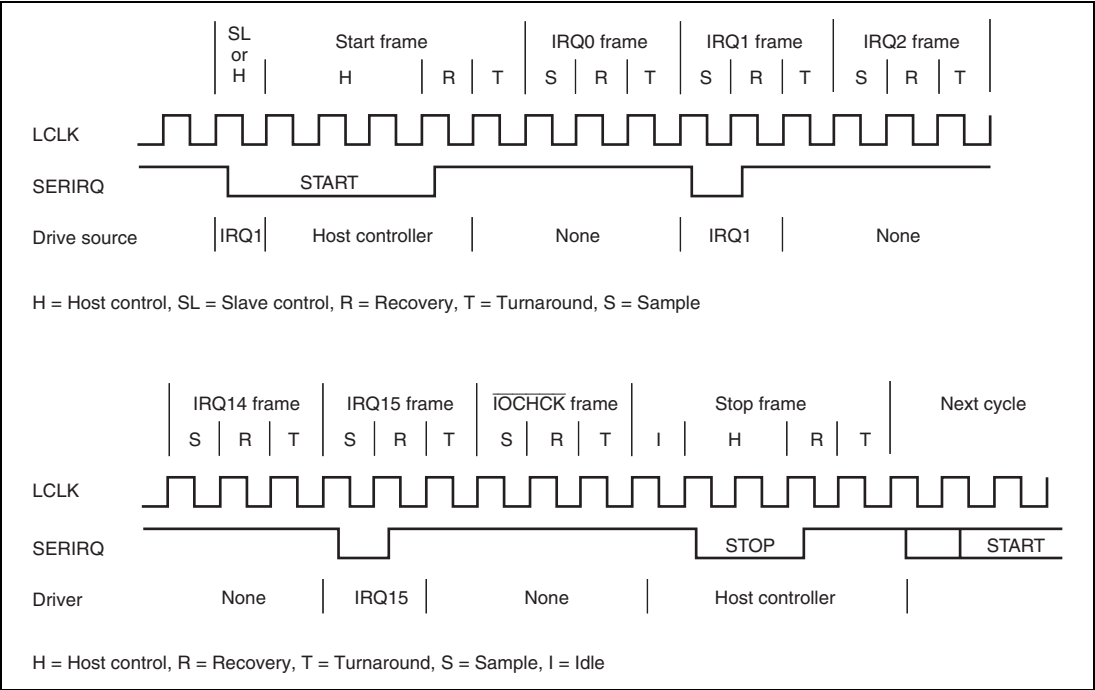 SL
or
H
Start frame
IRQ0 frame
IRQ1 frame
IRQ2 frame
H R T S R T S R T S R T
LCLK
SERIRQ
START
Drive source
IRQ1
Host controller
None
IRQ1
None
H = Host control, SL = Slave control, R = Recovery, T = Turnaround, S = Sample
IRQ14 frame
IRQ15 frame
IOCHCK frame
Stop frame
Next cycle
S R T S R T S R T I H R T
LCLK
SERIRQ
STOP
START
Driver
None
IRQ15
None
Host controller
H = Host control, R = Recovery, T = Turnaround, S = Sample, I = Idle